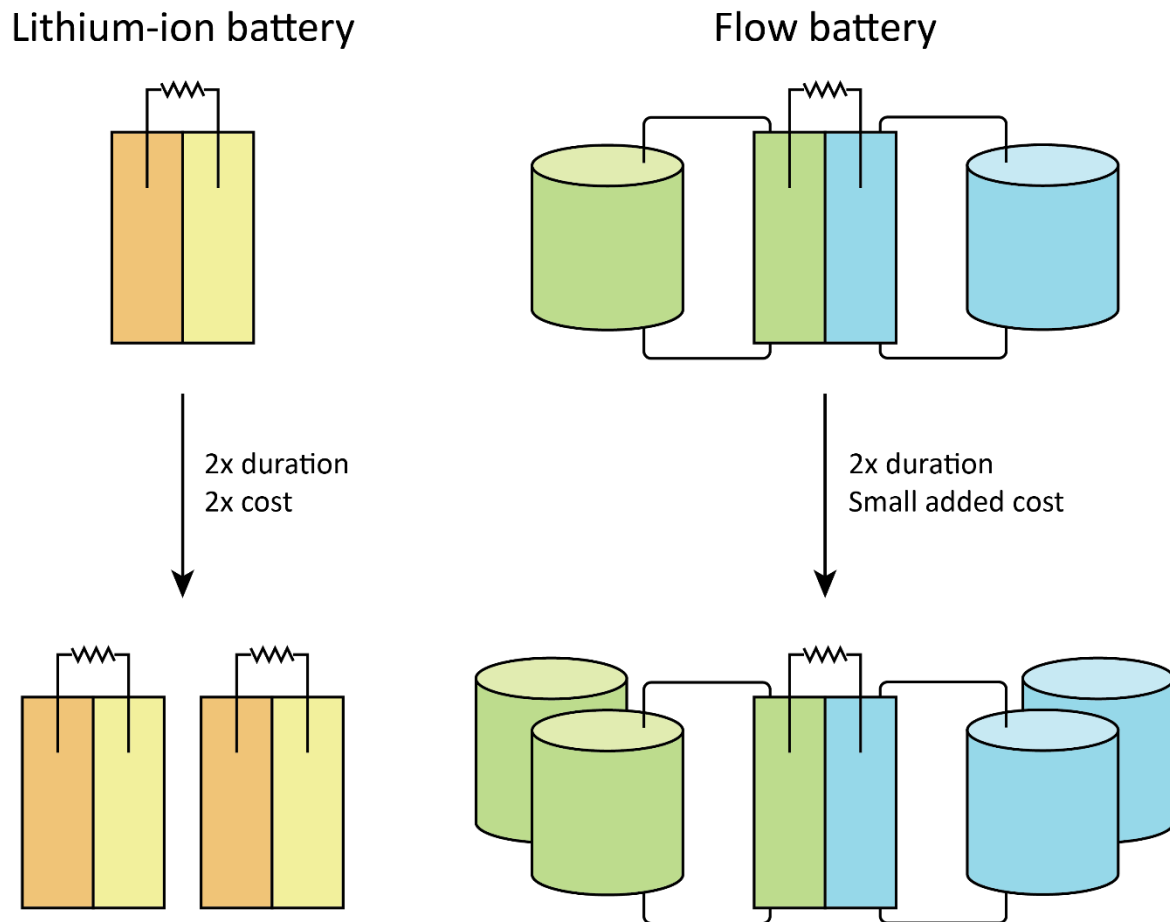 Lithium-ion battery
Flow battery
2x duration
2x cost
2x duration
Small added cost